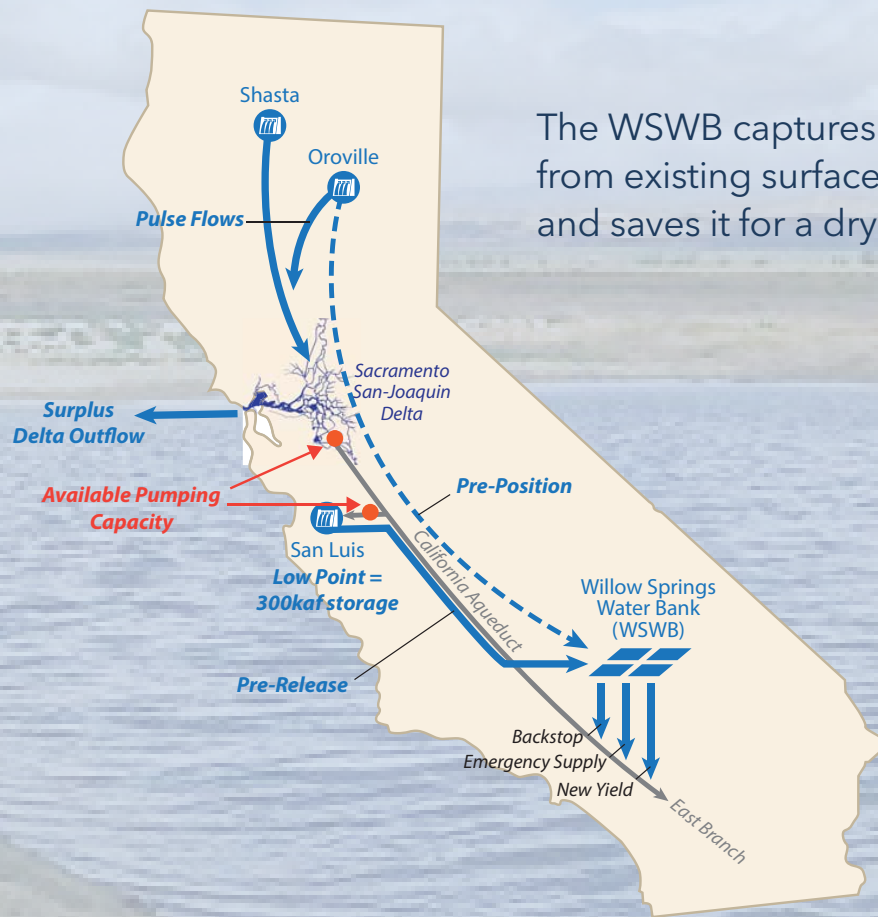 Shasta
Oroville
Pulse Flows
The WSWB captures
from existing surface
and saves it for a dry
Sacramento
San-Joaquin
Delta
Surplus
Delta Outflow
Available Pumping
Capacity
Pre-Position
San Luis
Low Point =
300kaf storage
California Aqueduct
Willow Springs
Water Bank
(WSWB)
Pre-Release
Backstop
Emergency Supply
New Yield
East Branch